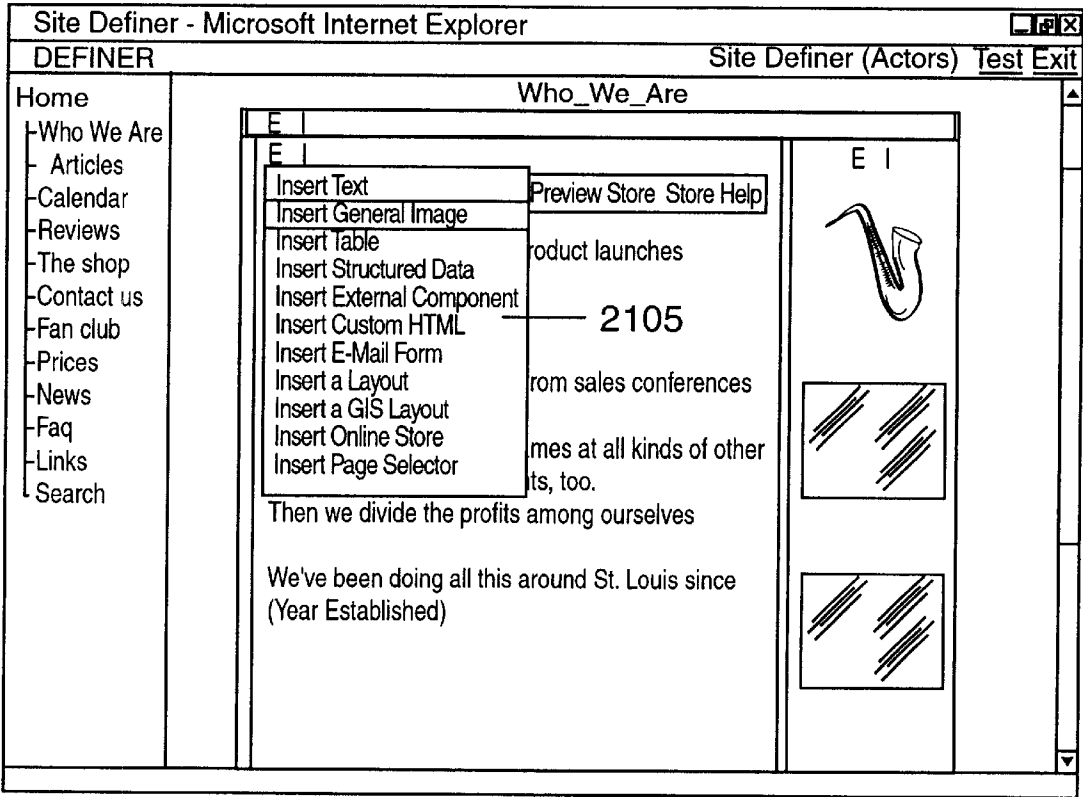 Site Definer - Microsoft Internet Explorer
DEFINER
Site Definer (Actors) Test Exit
Home
Who We Are
Articles
Calendar
Reviews
The shop
Contact us
Fan club
Prices
News
Faq
Links
Search
Who_We_Are
E I
E I
Insert Text
Insert General Image
Insert Table
Insert Structured Data
Insert External Component
Insert Custom HTML
Insert E-Mail Form
Insert a Layout
Insert a GIS Layout
Insert Online Store
Insert Page Selector
Preview Store Store Help
roduct launches
2105
rom sales conferences
mes at all kinds of other
ts, too.
Then we divide the profits among ourselves
We've been doing all this around St. Louis since
(Year Established)
E I